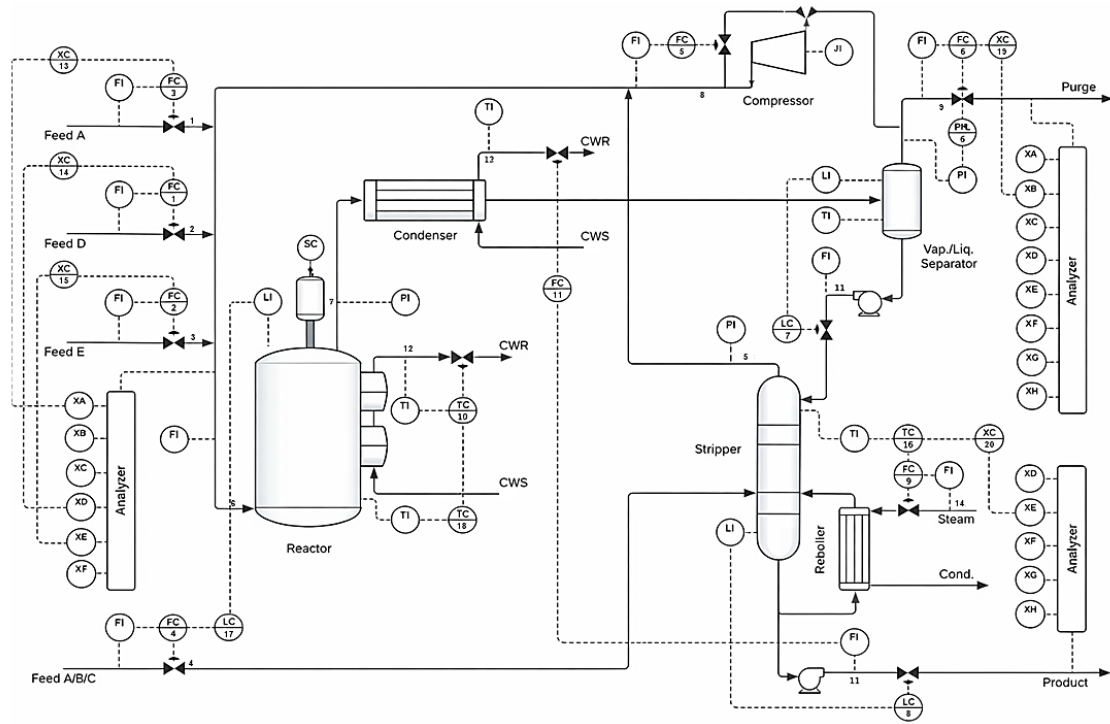 XC
13
FI
FC
3
Feed A
1
XC
14
FI
FC
1
Feed D
2
XC
15
FI
FC
2
Feed E
3
XA
XB
XC
XD
XE
XF
Analyzer
FI
6
FI
FC
4
LC
17
Feed A/B/C
4
LI
SC
7
PI
Reactor
TI
12
CWR
Condenser
CWS
FC
11
12
CWR
TI
TC
10
CWS
TI
TC
18
FI
FC
5
8
JI
Compressor
FI
FC
6
XC
19
Purge
9
PHL
6
PI
LI
TI
Vap./Liq.
Separator
FI
11
LC
7
PI
5
Stripper
TI
TC
16
XC
20
FC
9
FI
14
Steam
LI
Reboller
Cond.
FI
11
LC
8
Product
XA
XB
XC
XD
XE
XF
XG
XH
Analyzer
XD
XE
XF
XG
XH
Analyzer